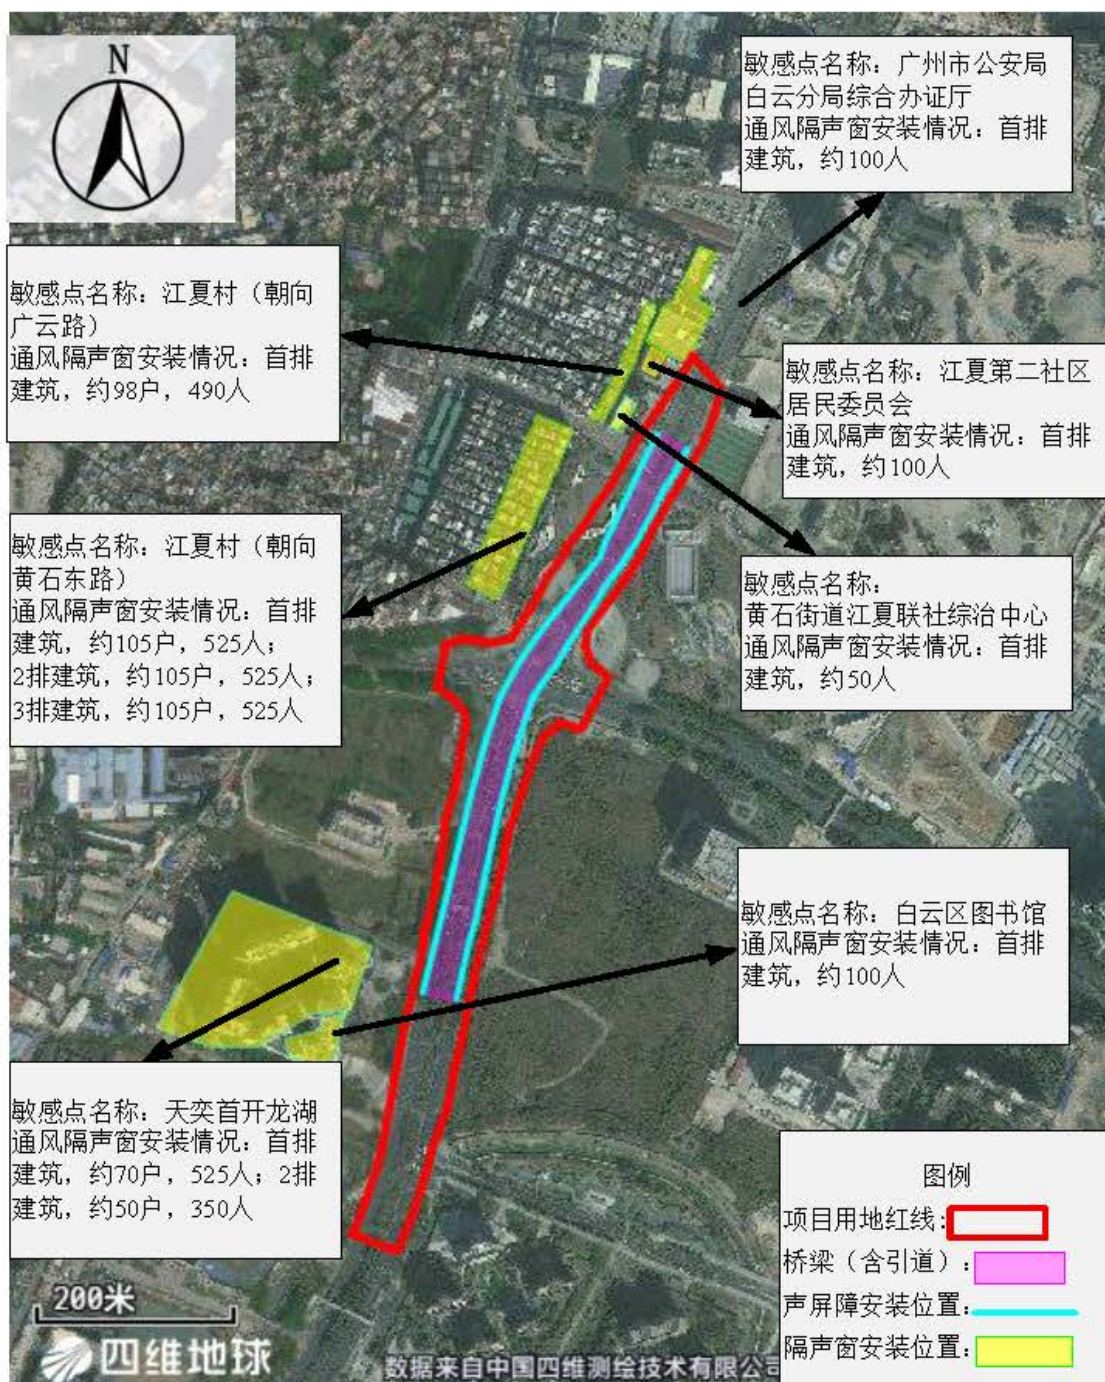 N
敏感点名称：广州市公安局
白云分局综合办证厅
通风隔声窗安装情况：首排
建筑，约100人
敏感点名称：江夏村（朝向
广云路）
通风隔声窗安装情况：首排
建筑，约98户，490人
敏感点名称：江夏第二社区
居民委员会
通风隔声窗安装情况：首排
建筑，约100人
敏感点名称：江夏村（朝向
黄石东路）
通风隔声窗安装情况：首排
建筑，约105户，525人；
2排建筑，约105户，525人；
3排建筑，约105户，525人
敏感点名称：
黄石街道江夏联社综治中心
通风隔声窗安装情况：首排
建筑，约50人
敏感点名称：白云区图书馆
通风隔声窗安装情况：首排
建筑，约100人
敏感点名称：天奕首开龙湖
通风隔声窗安装情况：首排
建筑，约70户，525人；2排
建筑，约50户，350人
图例
项目用地红线：
桥梁（含引道）：
声屏障安装位置：
隔声窗安装位置：
200米
四维地球
数据来自中国四维测绘技术有限公司